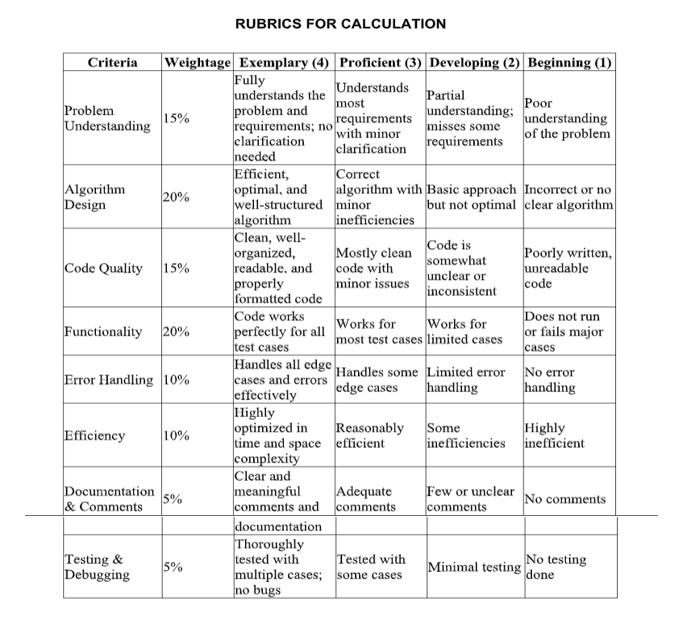 RUBRICS FOR CALCULATION
Criteria Weightage Exemplary (4) Proficient (3) Developing (2) Beginning (1)
Problem Understanding 15% Fully understands the problem and requirements; no clarification needed Understands most requirements with minor clarification Partial understanding; misses some requirements Poor understanding of the problem
Algorithm Design 20% Efficient, optimal, and well-structured algorithm Correct algorithm with minor inefficiencies Basic approach but not optimal Incorrect or no clear algorithm
Code Quality 15% Clean, well-organized, readable, and properly formatted code Mostly clean code with minor issues Code is somewhat unclear or inconsistent Poorly written, unreadable code
Functionality 20% Code works perfectly for all test cases Works for most test cases Works for limited cases Does not run or fails major cases
Error Handling 10% Handles all edge cases and errors effectively Handles some edge cases Limited error handling No error handling
Efficiency 10% Highly optimized in time and space complexity Reasonably efficient Some inefficiencies Highly inefficient
Documentation & Comments 5% Clear and meaningful comments and documentation Adequate comments Few or unclear comments No comments
Testing & Debugging 5% Thoroughly tested with multiple cases; no bugs Tested with some cases Minimal testing No testing done